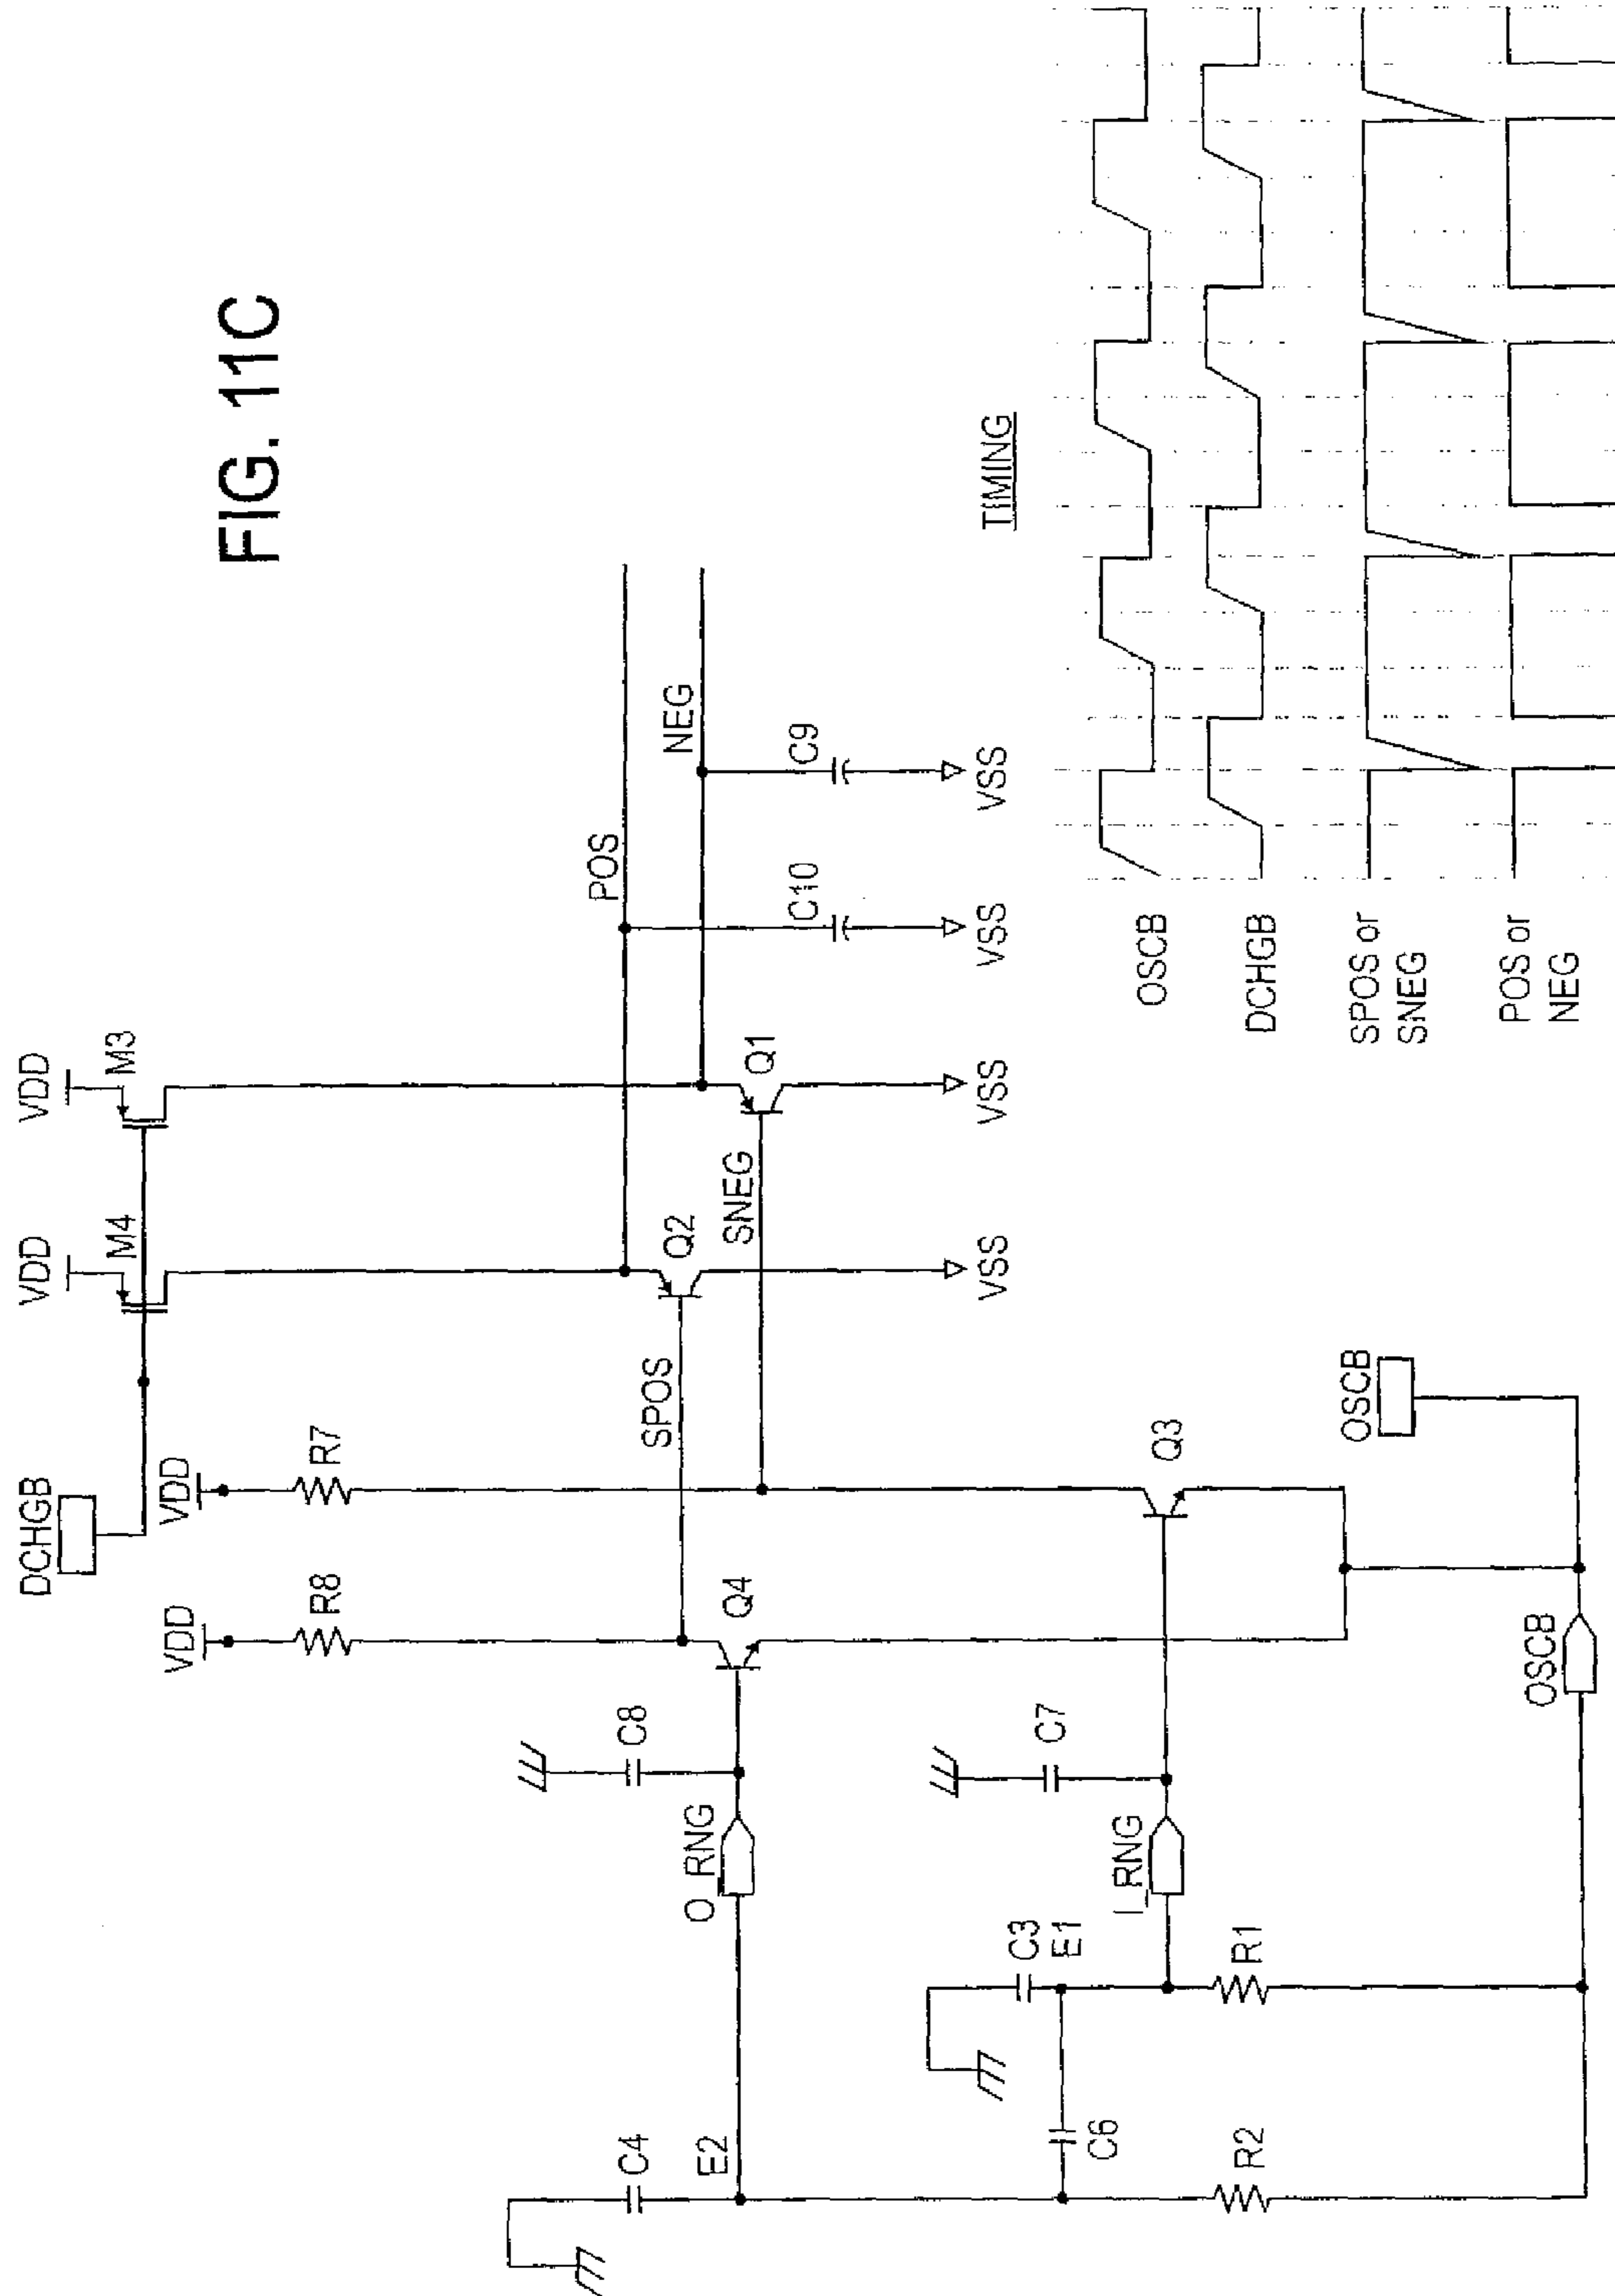 FIG. 11C
DCHGB
VDD
M4
VDD
M3
VDD
R8
VDD
R7
POS
NEG
SPOS
Q2
SNEG
Q1
C10
C9
VSS
VSS
VSS
VSS
C8
O_RNG
Q4
C4
E2
C7
I_RNG
Q3
C3
E1
C6
R2
R1
OSCB
OSCB
TIMING
OSCB
DCHGB
SPOS or
SNEG
POS or
NEG